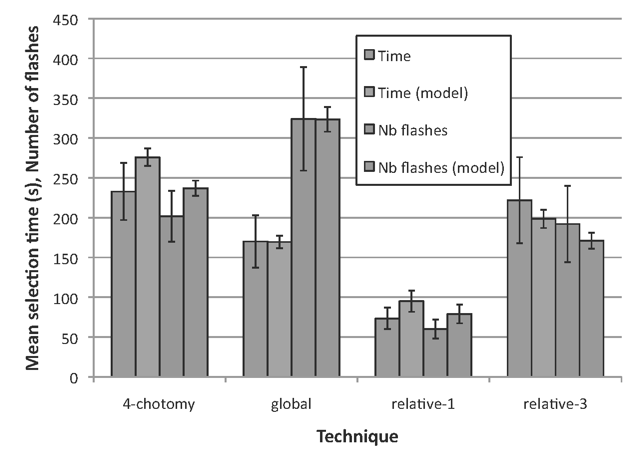 Mean selection time (s), Number of flashes
450
400
350
300
250
200
150
100
50
0
Time
Time (model)
Nb flashes
Nb flashes (model)
4-chotomy global relative-1 relative-3
Technique